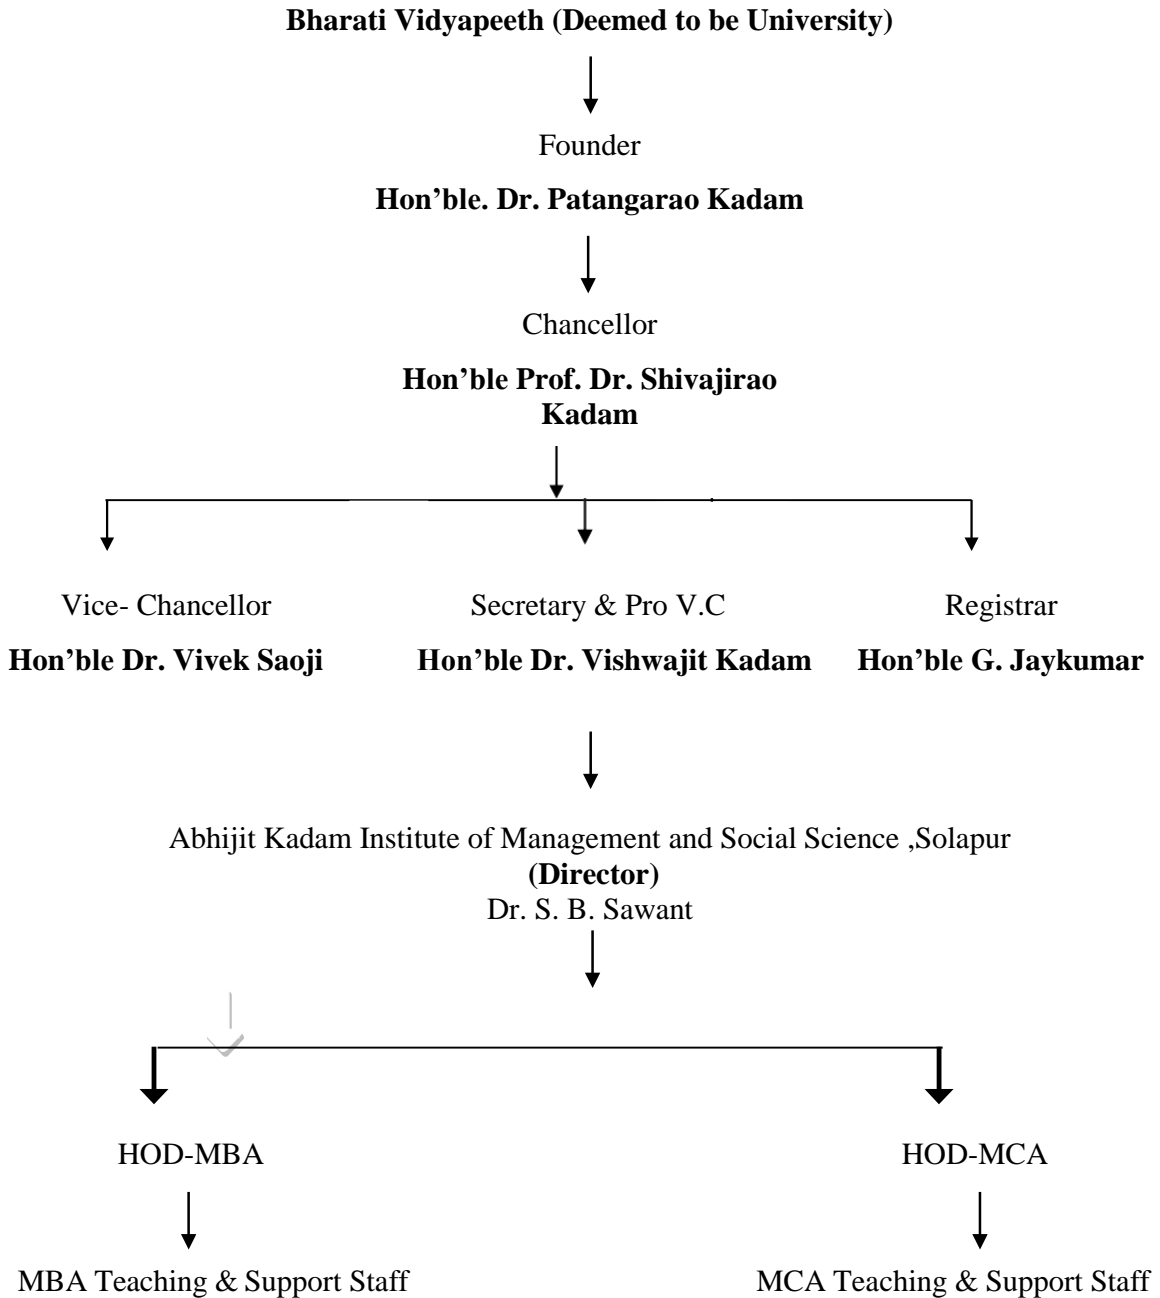 Bharati Vidyapeeth (Deemed to be University)
Founder
Hon’ble. Dr. Patangarao Kadam
Chancellor
Hon’ble Prof. Dr. Shivajirao
Kadam
Vice- Chancellor
Secretary & Pro V.C
Registrar
Hon’ble Dr. Vivek Saoji
Hon’ble Dr. Vishwajit Kadam
Hon’ble G. Jaykumar
Abhijit Kadam Institute of Management and Social Science ,Solapur
(Director)
Dr. S. B. Sawant
HOD-MBA
HOD-MCA
MBA Teaching & Support Staff
MCA Teaching & Support Staff